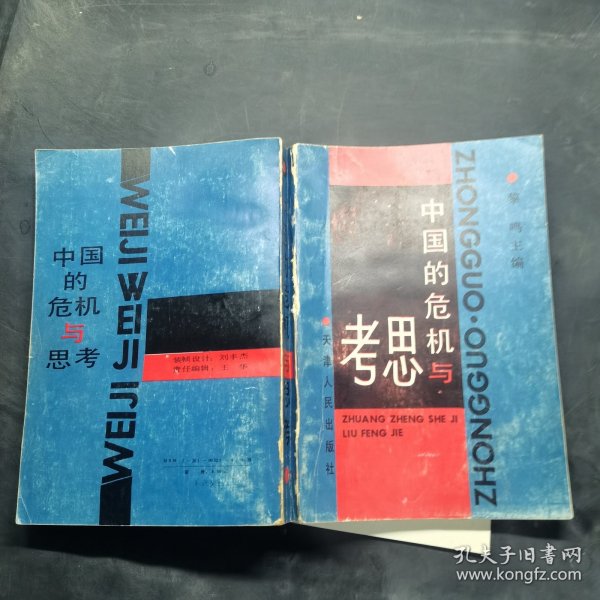 中国
的
危机
与
思考
WEIJI WEIJI WEIJI
装帧设计:刘丰杰
责任编辑:王华
中国的危机与
思考
ZHONGGUO·ZHONGGUO
黎鸣主编
天津人民出版社
ZHUANG ZHENG SHE JI
LIU FENG JIE
孔夫子旧书网
www.kongfz.com